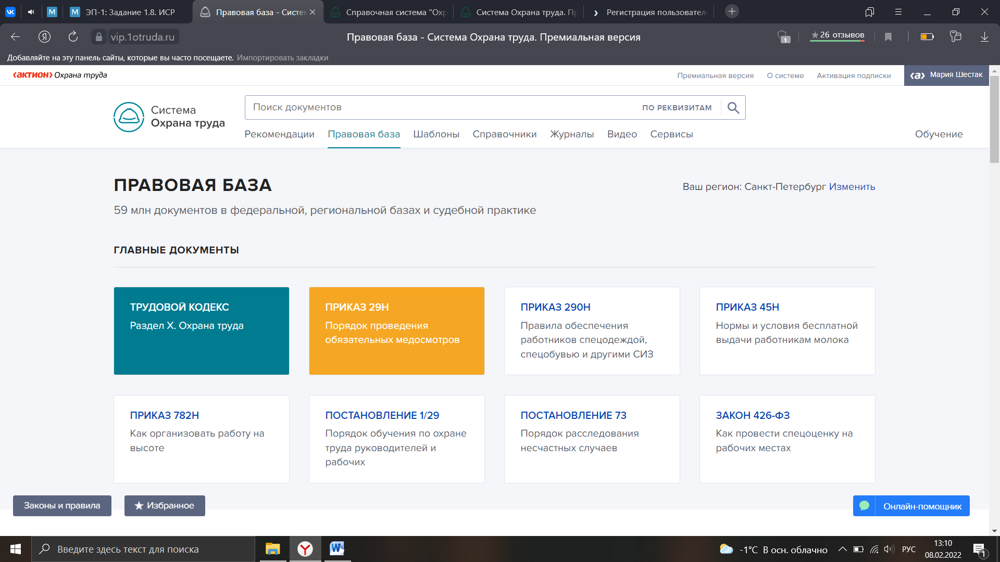 ЭП-1: Задание 1.8. ИСР
Правовая база - Систе
Справочная система "Охр
Система Охрана труда. Пр
Регистрация пользовател
vip.1otruda.ru
Правовая база - Система Охрана труда. Премиальная версия
1
26 отзывов
Добавляйте на эту панель сайты, которые вы часто посещаете. Импортировать закладки
‹актион› Охрана труда
Премиальная версия
О системе
Активация подписки
‹a› Мария Шестак
Система
Охрана труда
Поиск документов
ПО РЕКВИЗИТАМ
Рекомендации
Правовая база
Шаблоны
Справочники
Журналы
Видео
Сервисы
Обучение
ПРАВОВАЯ БАЗА
Ваш регион: Санкт-Петербург Изменить
59 млн документов в федеральной, региональной базах и судебной практике
ГЛАВНЫЕ ДОКУМЕНТЫ
ТРУДОВОЙ КОДЕКС
Раздел X. Охрана труда
ПРИКАЗ 29Н
Порядок проведения
обязательных медосмотров
ПРИКАЗ 290Н
Правила обеспечения
работников спецодеждой,
спецобувью и другими СИЗ
ПРИКАЗ 45Н
Нормы и условия бесплатной
выдачи работникам молока
ПРИКАЗ 782Н
Как организовать работу на
высоте
ПОСТАНОВЛЕНИЕ 1/29
Порядок обучения по охране
труда руководителей и
рабочих
ПОСТАНОВЛЕНИЕ 73
Порядок расследования
несчастных случаев
ЗАКОН 426-ФЗ
Как провести спецоценку на
рабочих местах
Законы и правила
Избранное
Онлайн-помощник
Введите здесь текст для поиска
-1°C В осн. облачно
РУС
13:10
08.02.2022
1